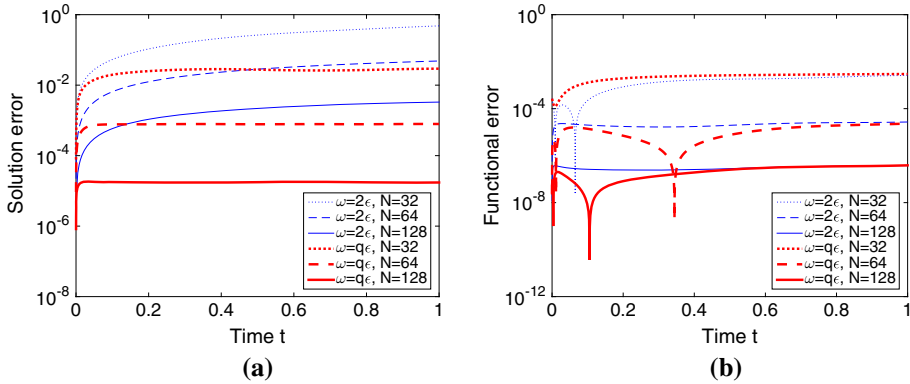 Solution error
10^0
10^-2
10^-4
10^-6
10^-8
0 0.2 0.4 0.6 0.8 1
Time t
ω=2ϵ, N=32
ω=2ϵ, N=64
ω=2ϵ, N=128
ω=qϵ, N=32
ω=qϵ, N=64
ω=qϵ, N=128
(a)
Functional error
10^0
10^-4
10^-8
10^-12
0 0.2 0.4 0.6 0.8 1
Time t
ω=2ϵ, N=32
ω=2ϵ, N=64
ω=2ϵ, N=128
ω=qϵ, N=32
ω=qϵ, N=64
ω=qϵ, N=128
(b)